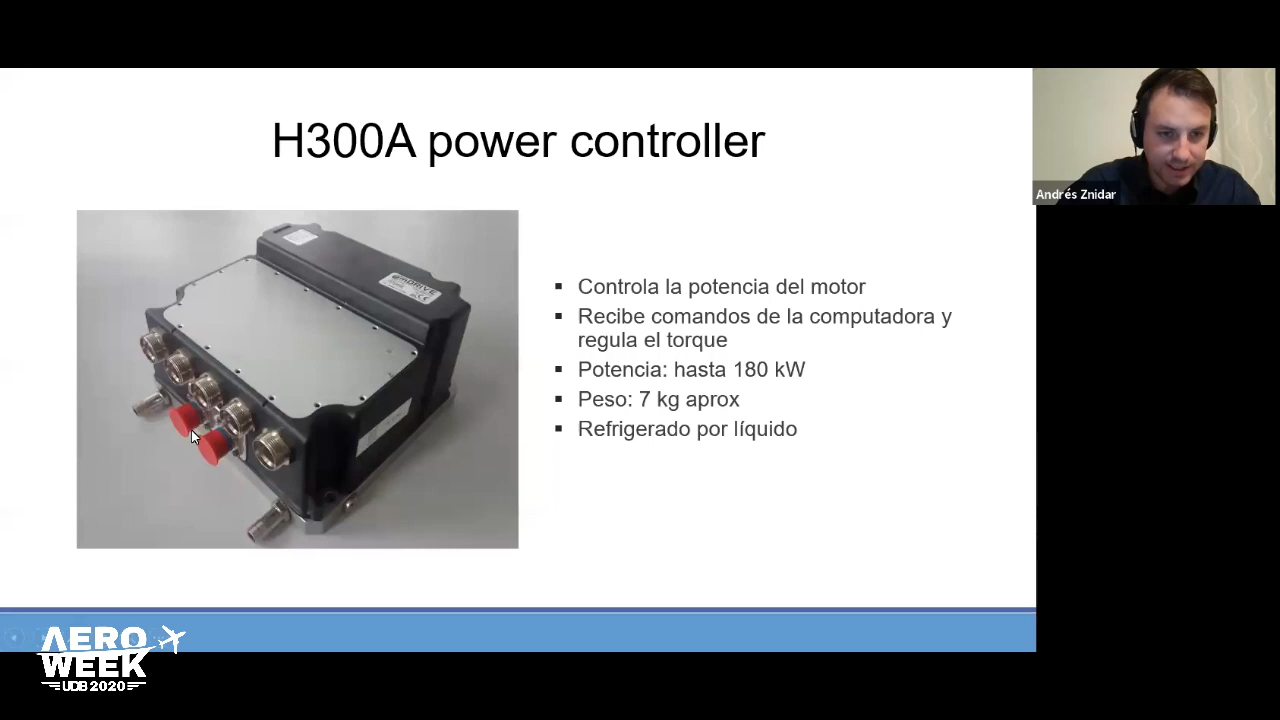 H300A power controller
Andrés Znidar
emDRIVE
▪ Controla la potencia del motor
▪ Recibe comandos de la computadora y
regula el torque
▪ Potencia: hasta 180 kW
▪ Peso: 7 kg aprox
▪ Refrigerado por líquido
AERO
WEEK
UDB 2020